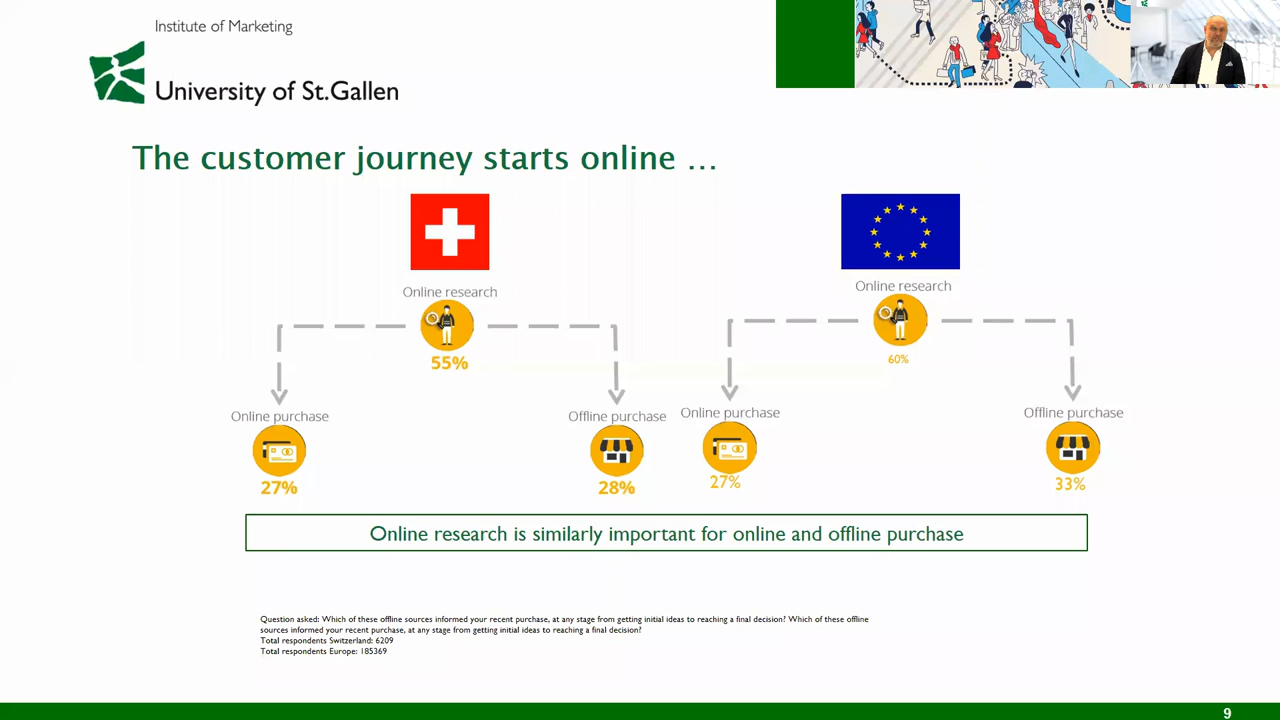 Institute of Marketing
University of St.Gallen
The customer journey starts online ...
Online research
55%
Online purchase
27%
Offline purchase
28%
Online research
60%
Online purchase
27%
Offline purchase
33%
Online research is similarly important for online and offline purchase
Question asked: Which of these offline sources informed your recent purchase, at any stage from getting initial ideas to reaching a final decision? Which of these offline
sources informed your recent purchase, at any stage from getting initial ideas to reaching a final decision?
Total respondents Switzerland: 6209
Total respondents Europe: 185369
9